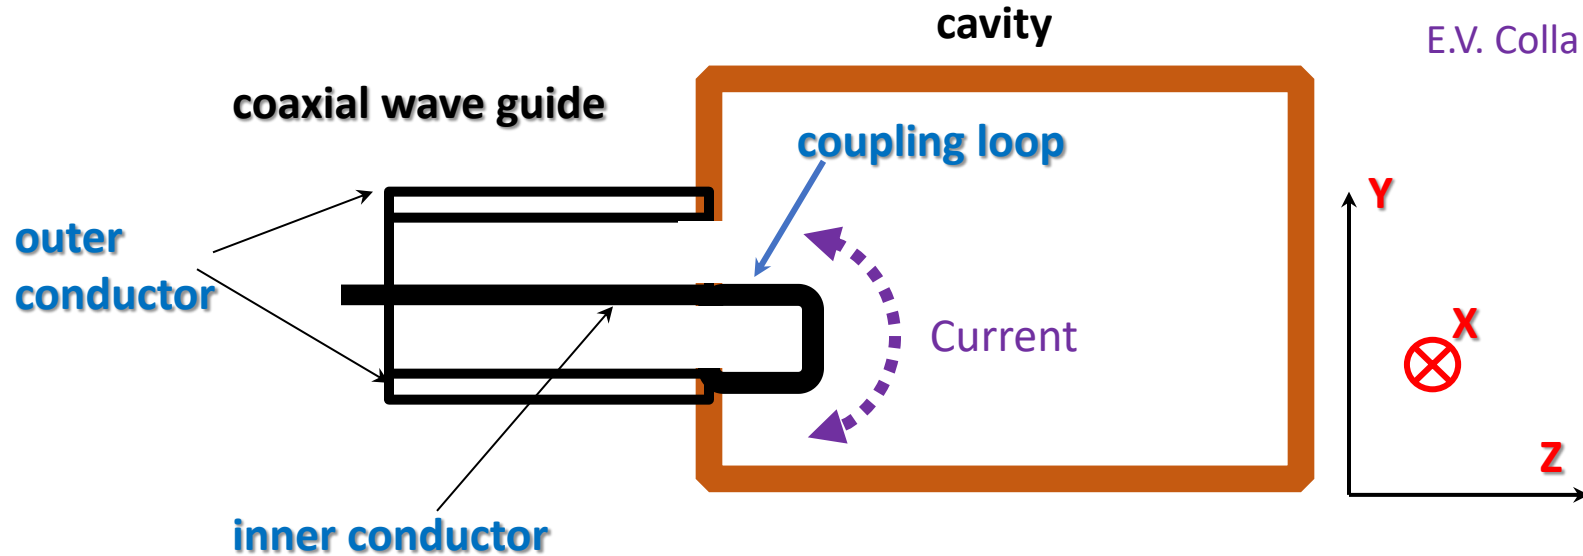 cavity
E.V. Colla
coaxial wave guide
coupling loop
outer
conductor
Current
inner conductor
Y
X
Z